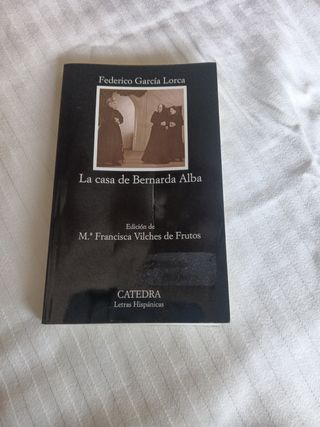 Federico García Lorca
La casa de Bernarda Alba
Edición de
M.ª Francisca Vilches de Frutos
CATEDRA
Letras Hispánicas